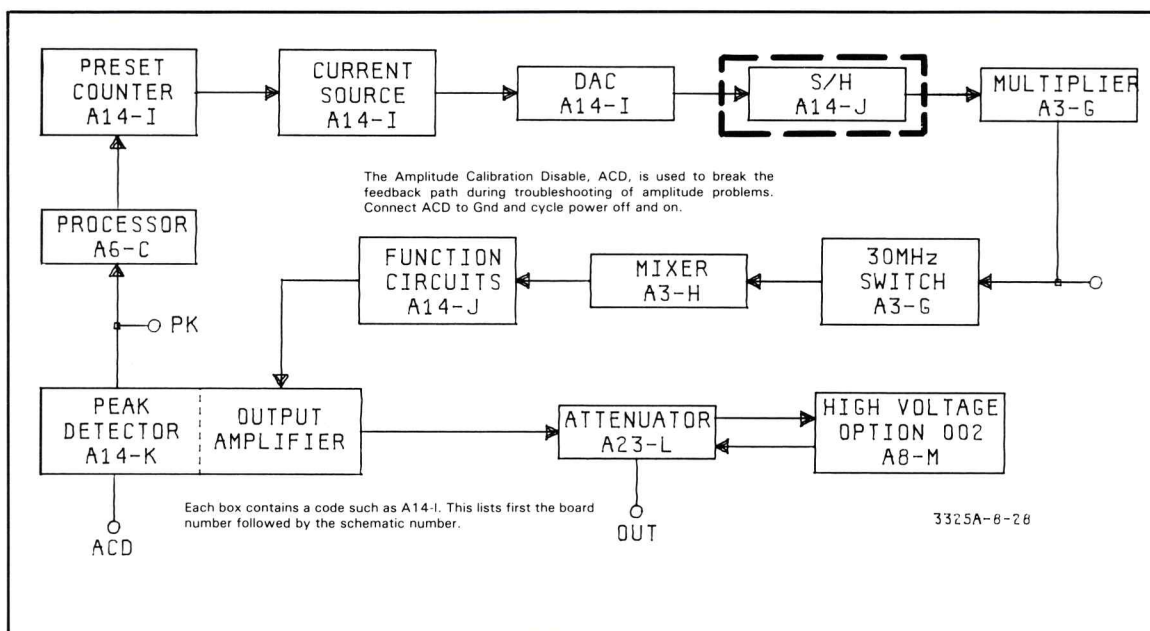 PRESET
COUNTER
A14-I
CURRENT
SOURCE
A14-I
DAC
A14-I
S/H
A14-J
MULTIPLIER
A3-G
The Amplitude Calibration Disable, ACD, is used to break the
feedback path during troubleshooting of amplitude problems.
Connect ACD to Gnd and cycle power off and on.
PROCESSOR
A6-C
FUNCTION
CIRCUITS
A14-J
MIXER
A3-H
30MHz
SWITCH
A3-G
PK
PEAK
DETECTOR
A14-K
OUTPUT
AMPLIFIER
ATTENUATOR
A23-L
HIGH VOLTAGE
OPTION 002
A8-M
Each box contains a code such as A14-I. This lists first the board
number followed by the schematic number.
ACD
OUT
3325A-8-28